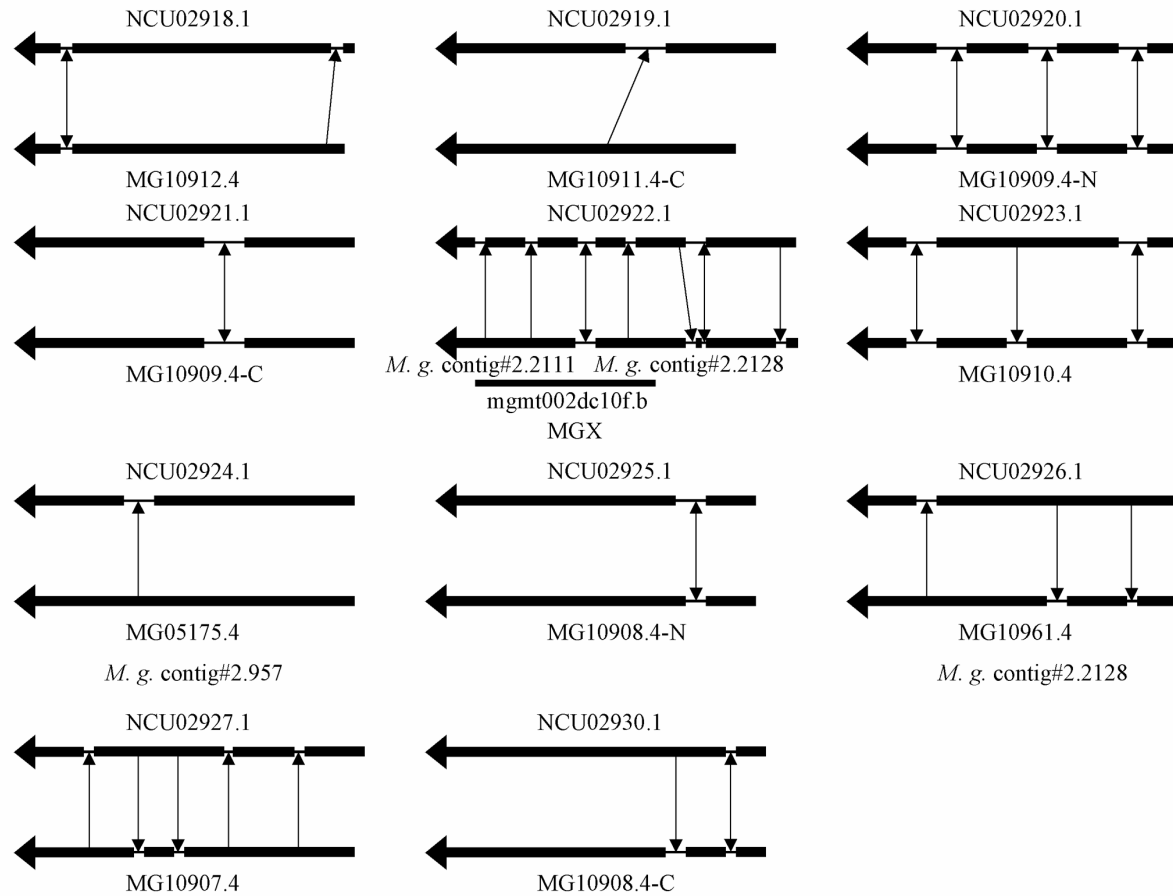 NCU02918.1
NCU02919.1
NCU02920.1
MG10912.4
MG10911.4-C
MG10909.4-N
NCU02921.1
NCU02922.1
NCU02923.1
MG10909.4-C
M. g. contig#2.2111
M. g. contig#2.2128
MG10910.4
mgmt002dc10f.b
MGX
NCU02924.1
NCU02925.1
NCU02926.1
MG05175.4
MG10908.4-N
MG10961.4
M. g. contig#2.957
M. g. contig#2.2128
NCU02927.1
NCU02930.1
MG10907.4
MG10908.4-C